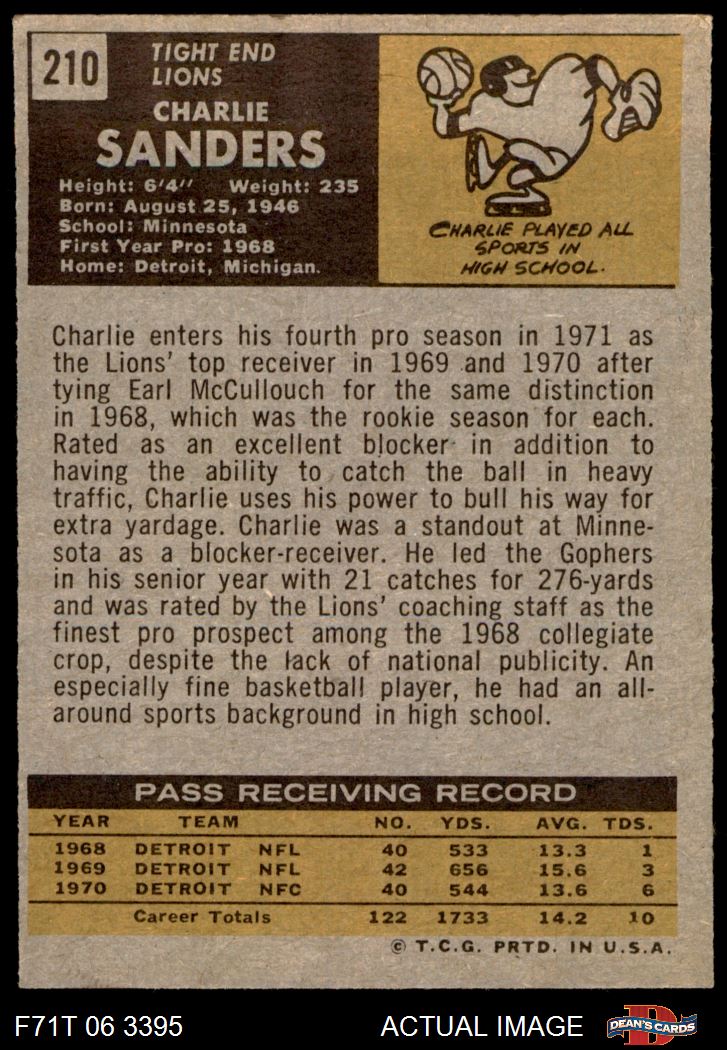 210
TIGHT END
LIONS
CHARLIE
SANDERS
Height: 6'4" Weight: 235
Born: August 25, 1946
School: Minnesota
First Year Pro: 1968
Home: Detroit, Michigan.
CHARLIE PLAYED ALL
SPORTS IN
HIGH SCHOOL.
Charlie enters his fourth pro season in 1971 as
the Lions' top receiver in 1969 and 1970 after
tying Earl McCullouch for the same distinction
in 1968, which was the rookie season for each.
Rated as an excellent blocker in addition to
having the ability to catch the ball in heavy
traffic, Charlie uses his power to bull his way for
extra yardage. Charlie was a standout at Minne-
sota as a blocker-receiver. He led the Gophers
in his senior year with 21 catches for 276-yards
and was rated by the Lions' coaching staff as the
finest pro prospect among the 1968 collegiate
crop, despite the lack of national publicity. An
especially fine basketball player, he had an all-
around sports background in high school.
PASS RECEIVING RECORD
YEAR TEAM NO. YDS. AVG. TDS.
1968 DETROIT NFL 40 533 13.3 1
1969 DETROIT NFL 42 656 15.6 3
1970 DETROIT NFC 40 544 13.6 6
Career Totals 122 1733 14.2 10
© T.C.G. PRTD. IN U.S.A.
F71T 06 3395 ACTUAL IMAGE D DEAN'S CARDS